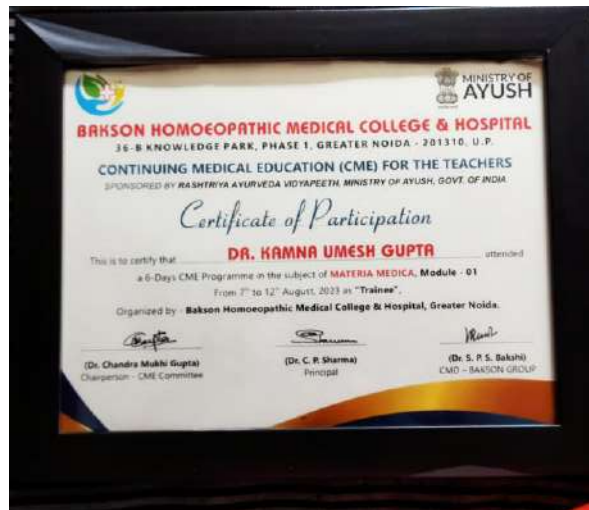 MINISTRY OF
AYUSH
BAKSON HOMOEOPATHIC MEDICAL COLLEGE & HOSPITAL
36-B KNOWLEDGE PARK, PHASE 1, GREATER NOIDA - 201310, U.P.
CONTINUING MEDICAL EDUCATION (CME) FOR THE TEACHERS
SPONSORED BY RASHTRIYA AYURVEDA VIDYAPEETH, MINISTRY OF AYUSH, GOVT. OF INDIA
Certificate of Participation
This is to certify that DR. KAMNA UMESH GUPTA attended
a 6-Days CME Programme in the subject of MATERIA MEDICA, Module - 01
From 7th to 12th August, 2023 as "Trainee".
Organized by - Bakson Homoeopathic Medical College & Hospital, Greater Noida.
(Dr. Chandra Mukhi Gupta) (Dr. C. P. Sharma) (Dr. S. P. S. Bakshi)
Chairperson - CME Committee Principal CMD - BAKSON GROUP